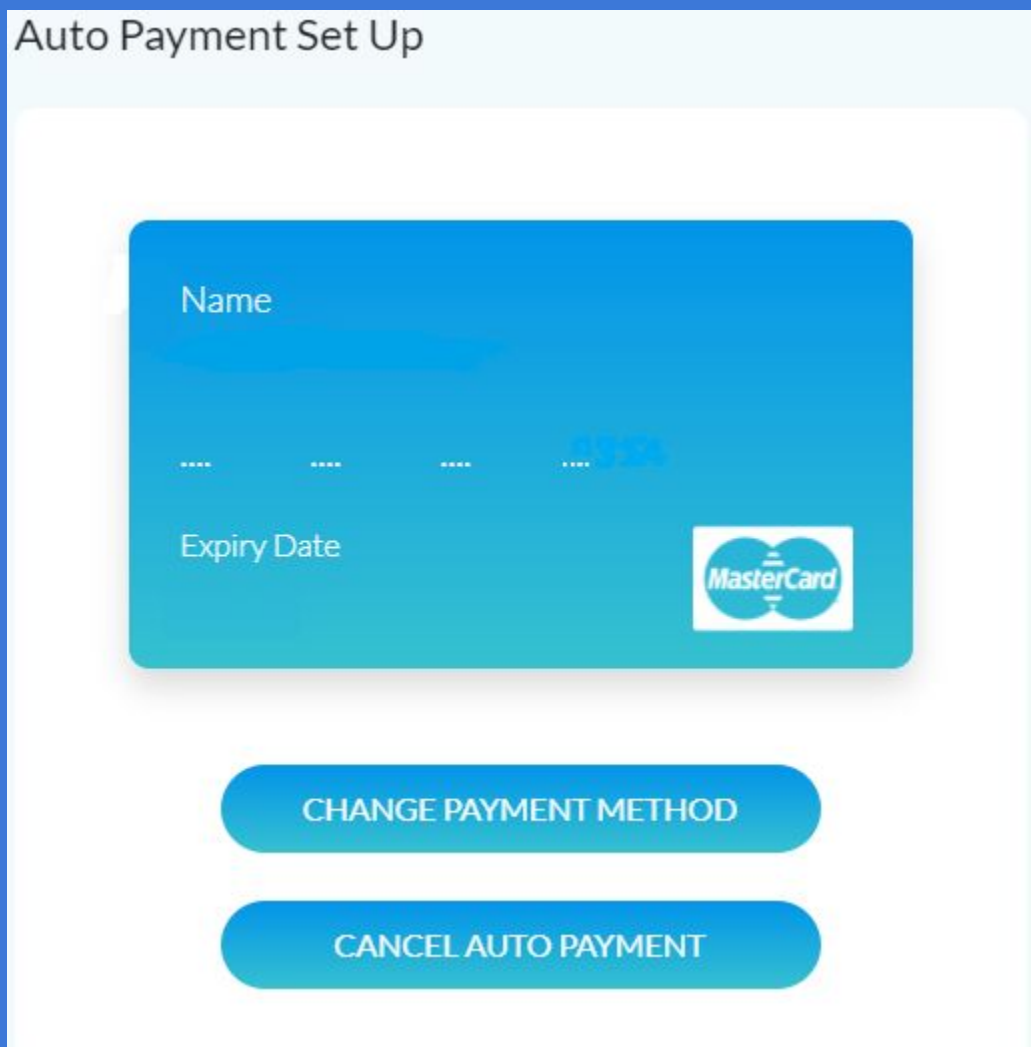 Auto Payment Set Up
Name
.... .... .... ....
Expiry Date
MasterCard
CHANGE PAYMENT METHOD
CANCEL AUTO PAYMENT